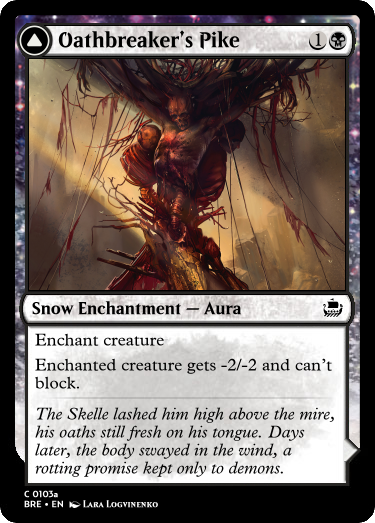 Oathbreaker's Pike 1
Snow Enchantment — Aura
Enchant creature
Enchanted creature gets -2/-2 and can't
block.
The Skelle lashed him high above the mire,
his oaths still fresh on his tongue. Days
later, the body swayed in the wind, a
rotting promise kept only to demons.
C 0103a
BRE • EN Lara Logvinenko